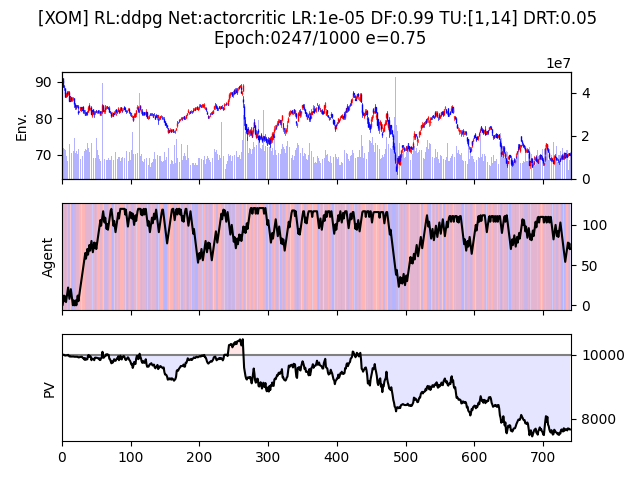 [XOM] RL:ddpg Net:actorcritic LR:1e-05 DF:0.99 TU:[1,14] DRT:0.05
Epoch:0247/1000 e=0.75
1e7
90
80
70
Env.
4
2
0
Agent
100
50
0
PV
10000
8000
0 100 200 300 400 500 600 700